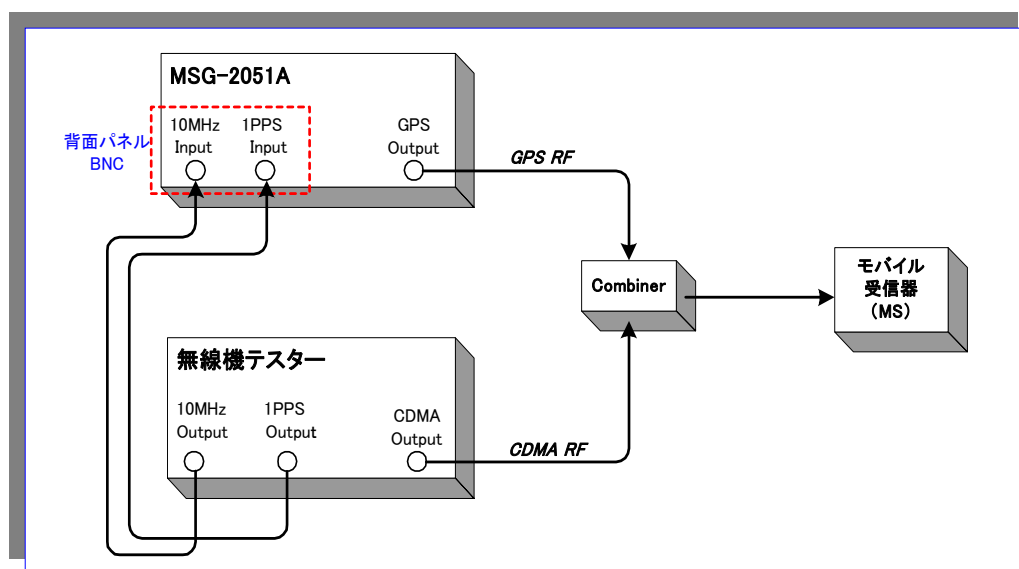 MSG-2051A
背面パネル
BNC
10MHz
Input
1PPS
Input
GPS
Output
GPS RF
Combiner
モバイル
受信器
（MS）
無線機テスター
10MHz
Output
1PPS
Output
CDMA
Output
CDMA RF